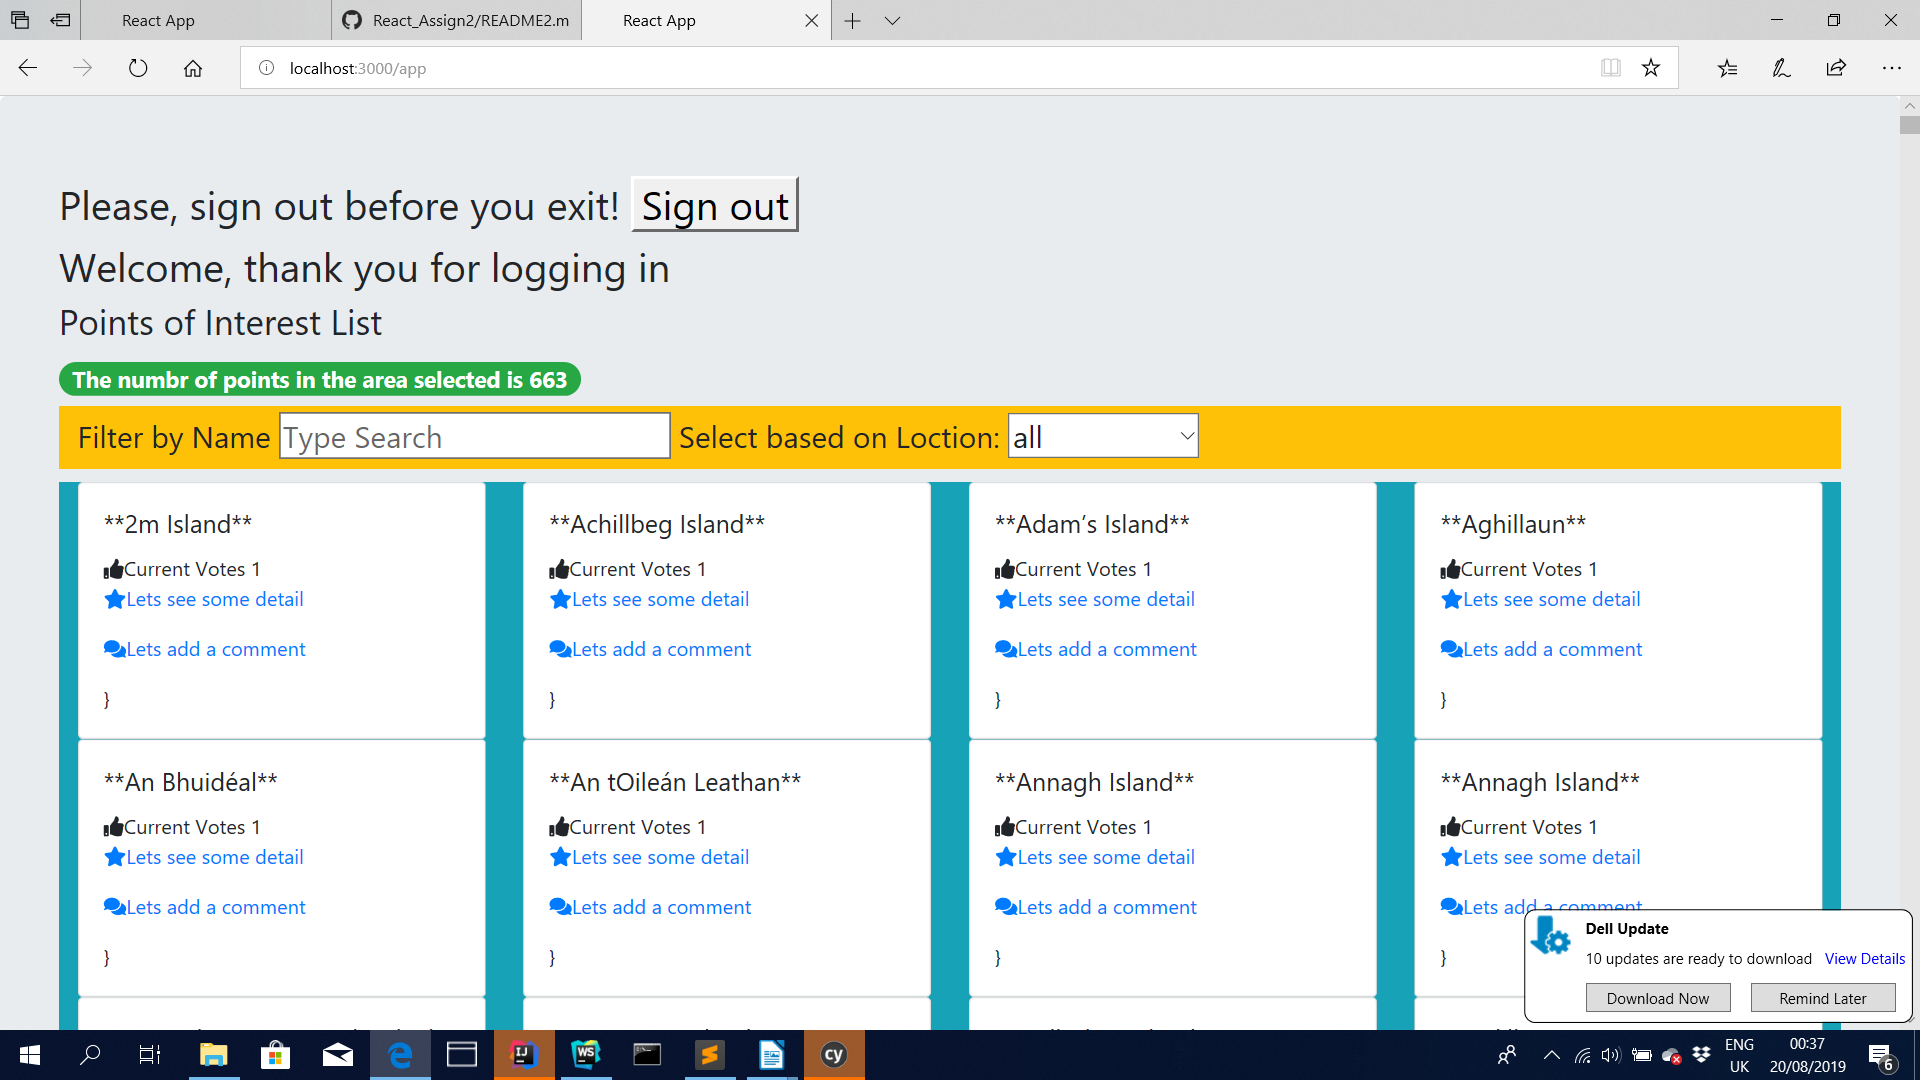 React App
React_Assign2/README2.m
React App
localhost:3000/app
Please, sign out before you exit! Sign out
Welcome, thank you for logging in
Points of Interest List
The numbr of points in the area selected is 663
Filter by Name Type Search Select based on Loction: all
**2m Island** **Achillbeg Island** **Adam’s Island** **Aghillaun**
Current Votes 1 Current Votes 1 Current Votes 1 Current Votes 1
Lets see some detail Lets see some detail Lets see some detail Lets see some detail
Lets add a comment Lets add a comment Lets add a comment Lets add a comment
} } } }
**An Bhuidéal** **An tOileán Leathan** **Annagh Island** **Annagh Island**
Current Votes 1 Current Votes 1 Current Votes 1 Current Votes 1
Lets see some detail Lets see some detail Lets see some detail Lets see some detail
Lets add a comment Lets add a comment Lets add a comment Lets add a comment
} } } }
Dell Update
10 updates are ready to download View Details
Download Now Remind Later
IJ
WS
cy
ENG
UK
00:37
20/08/2019
6